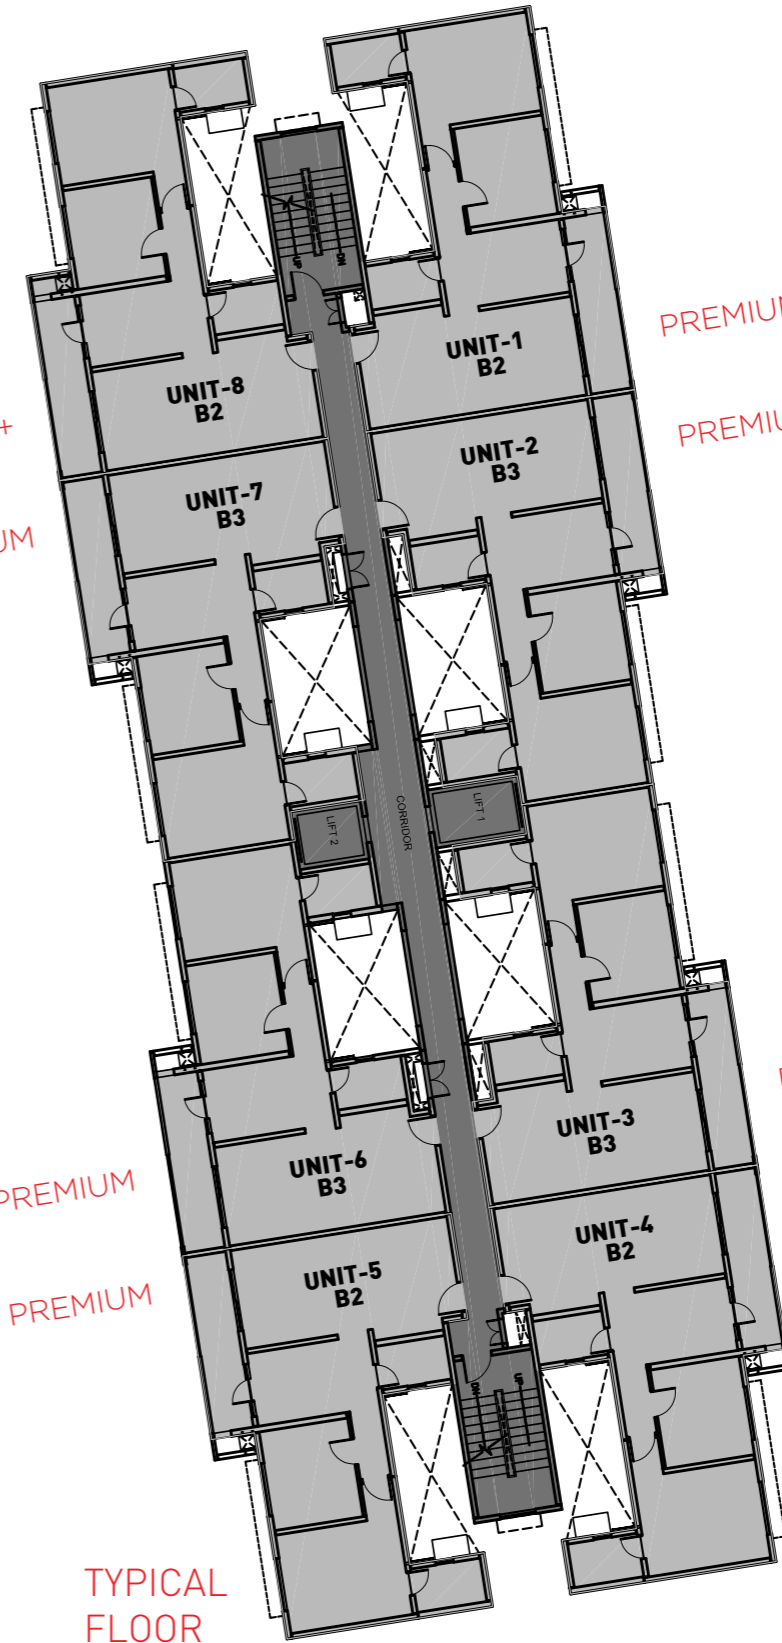 UP
DN
PREMIUM
UNIT-1
B2
UNIT-8
B2
+
PREMIU
UNIT-2
B3
UNIT-7
B3
UM
LIFT 1
CORRIDOR
LIFT 2
UNIT-3
B3
UNIT-6
B3
PREMIUM
UNIT-4
B2
UNIT-5
B2
PREMIUM
DN
UP
TYPICAL
FLOOR